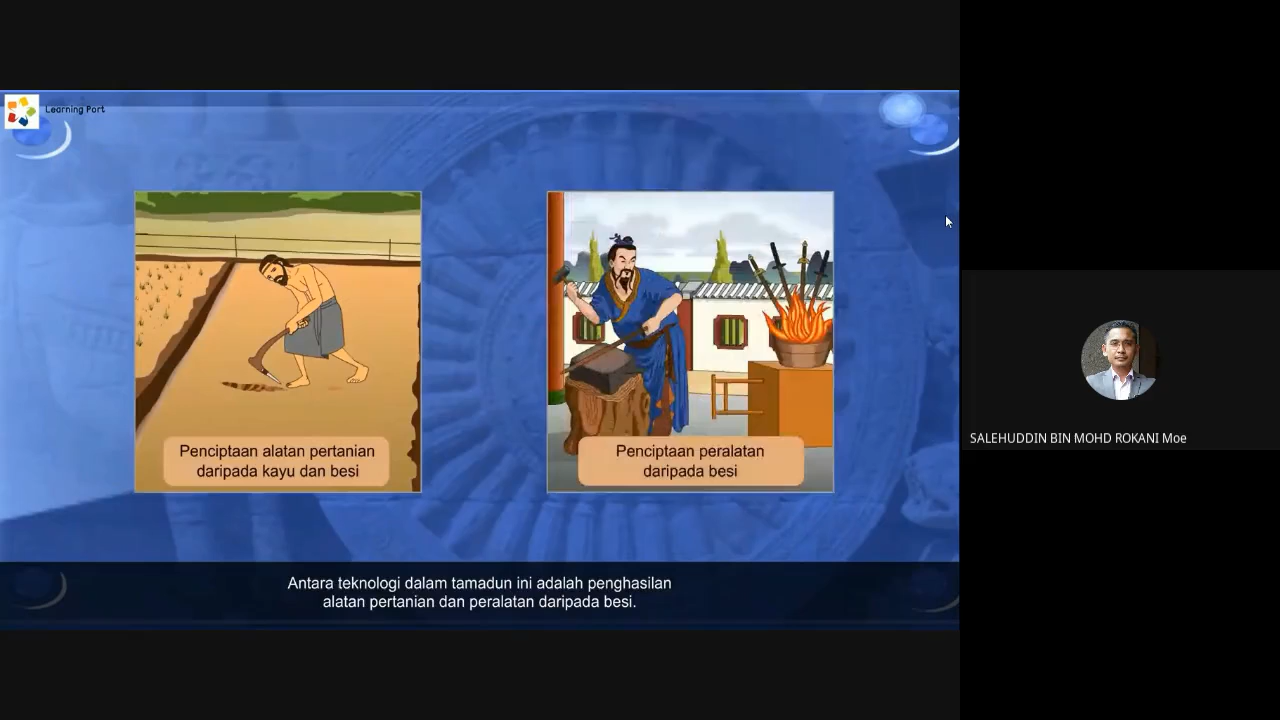 Learning Port
Penciptaan alatan pertanian
daripada kayu dan besi
Penciptaan peralatan
daripada besi
SALEHUDDIN BIN MOHD ROKANI Moe
Antara teknologi dalam tamadun ini adalah penghasilan
alatan pertanian dan peralatan daripada besi.